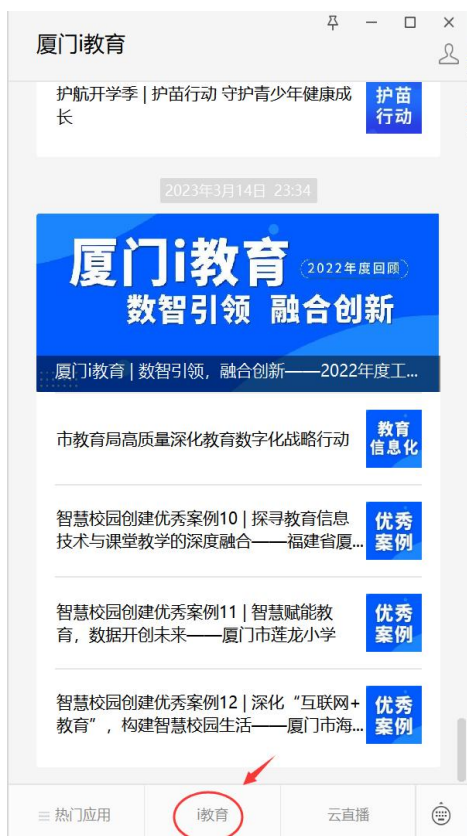 厦门i教育
护航开学季 | 护苗行动 守护青少年健康成
长
护苗
行动
2023年3月14日 23:34
厦门i教育
(2022年度回顾)
数智引领 融合创新
厦门i教育 | 数智引领，融合创新——2022年度工...
市教育局高质量深化教育数字化战略行动
教育
信息化
智慧校园创建优秀案例10 | 探寻教育信息
技术与课堂教学的深度融合——福建省厦...
优秀
案例
智慧校园创建优秀案例11 | 智慧赋能教
育，数据开创未来——厦门市莲龙小学
优秀
案例
智慧校园创建优秀案例12 | 深化“互联网+
教育”，构建智慧校园生活——厦门市海...
优秀
案例
热门应用
i教育
云直播